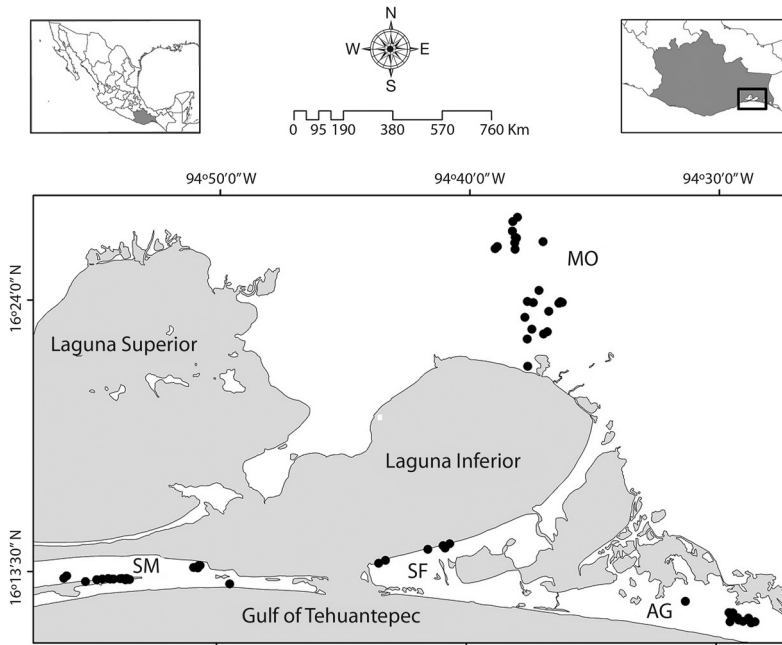 N
W E
S
0 95 190 380 570 760 Km
94º50'0"W 94º40'0"W 94º30'0"W
MO
16º24'0"N
Laguna Superior
Laguna Inferior
16º13'30"N
SM
SF
AG
Gulf of Tehuantepec